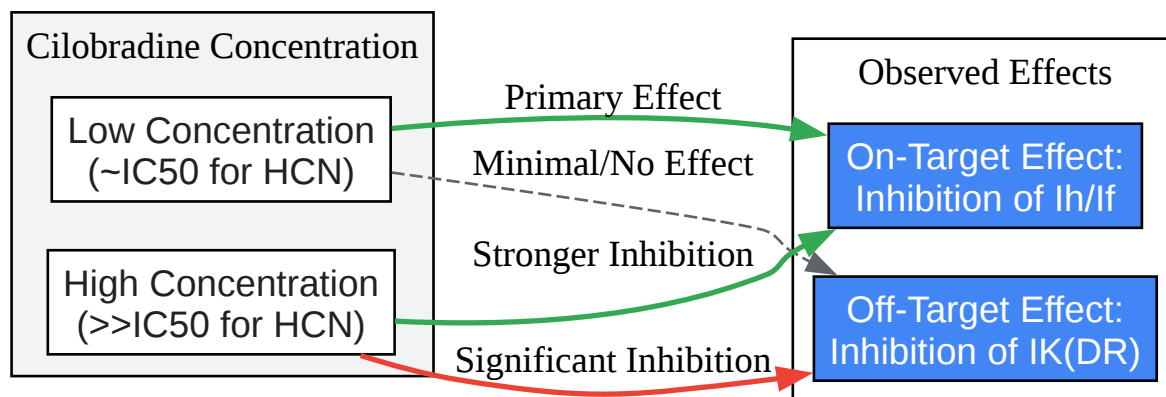 Cilobradine Concentration
Low Concentration
(~IC50 for HCN)
High Concentration
(>>IC50 for HCN)
Primary Effect
Minimal/No Effect
Stronger Inhibition
Significant Inhibition
Observed Effects
On-Target Effect:
Inhibition of Ih/If
Off-Target Effect:
Inhibition of IK(DR)